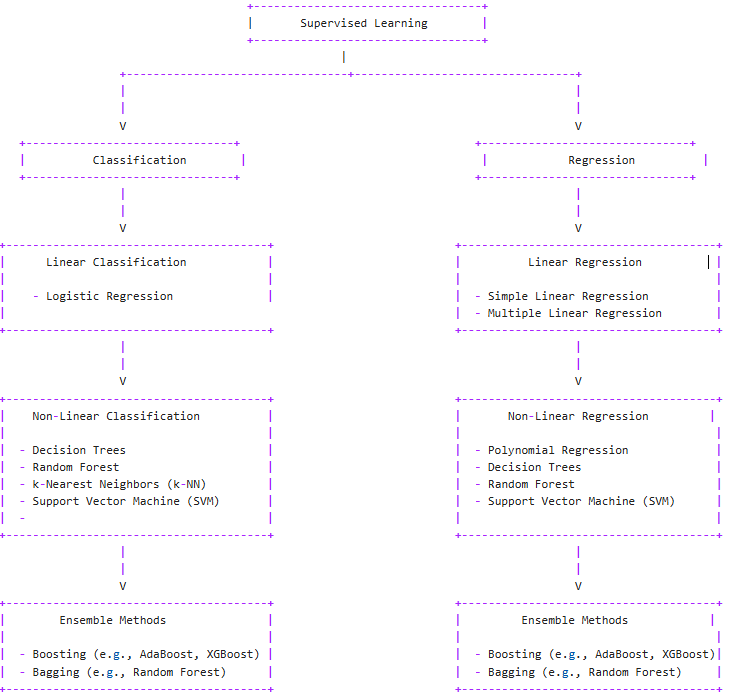 Supervised Learning
Classification
Regression
Linear Classification
- Logistic Regression
Linear Regression
- Simple Linear Regression
- Multiple Linear Regression
Non-Linear Classification
- Decision Trees
- Random Forest
- k-Nearest Neighbors (k-NN)
- Support Vector Machine (SVM)
-
Non-Linear Regression
- Polynomial Regression
- Decision Trees
- Random Forest
- Support Vector Machine (SVM)
Ensemble Methods
- Boosting (e.g., AdaBoost, XGBoost)
- Bagging (e.g., Random Forest)
Ensemble Methods
- Boosting (e.g., AdaBoost, XGBoost)
- Bagging (e.g., Random Forest)